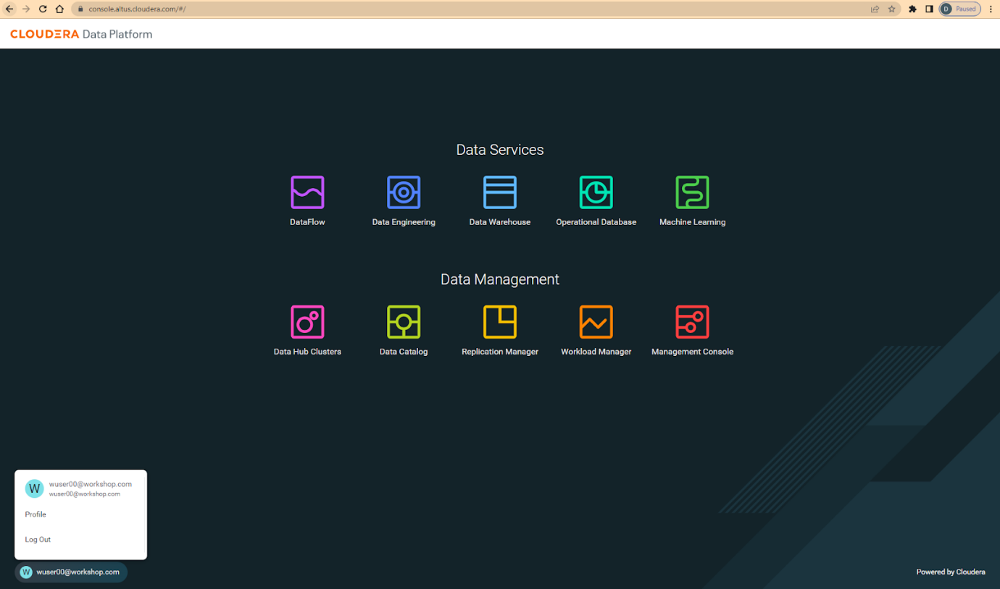 console.altus.cloudera.com/#/
D Paused
CLOUDERA Data Platform
Data Services
DataFlow
Data Engineering
Data Warehouse
Operational Database
Machine Learning
Data Management
Data Hub Clusters
Data Catalog
Replication Manager
Workload Manager
Management Console
W
wuser00@workshop.com
wuser00@workshop.com
Profile
Log Out
W wuser00@workshop.com
Powered by Cloudera